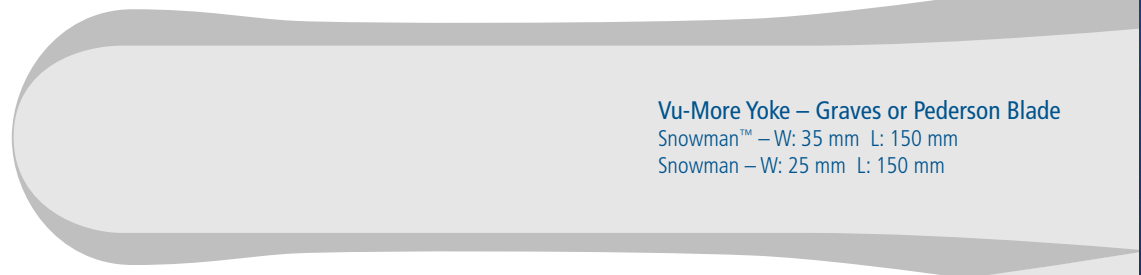 Vu-More Yoke – Graves or Pederson Blade
Snowman™ – W: 35 mm  L: 150 mm
Snowman – W: 25 mm  L: 150 mm